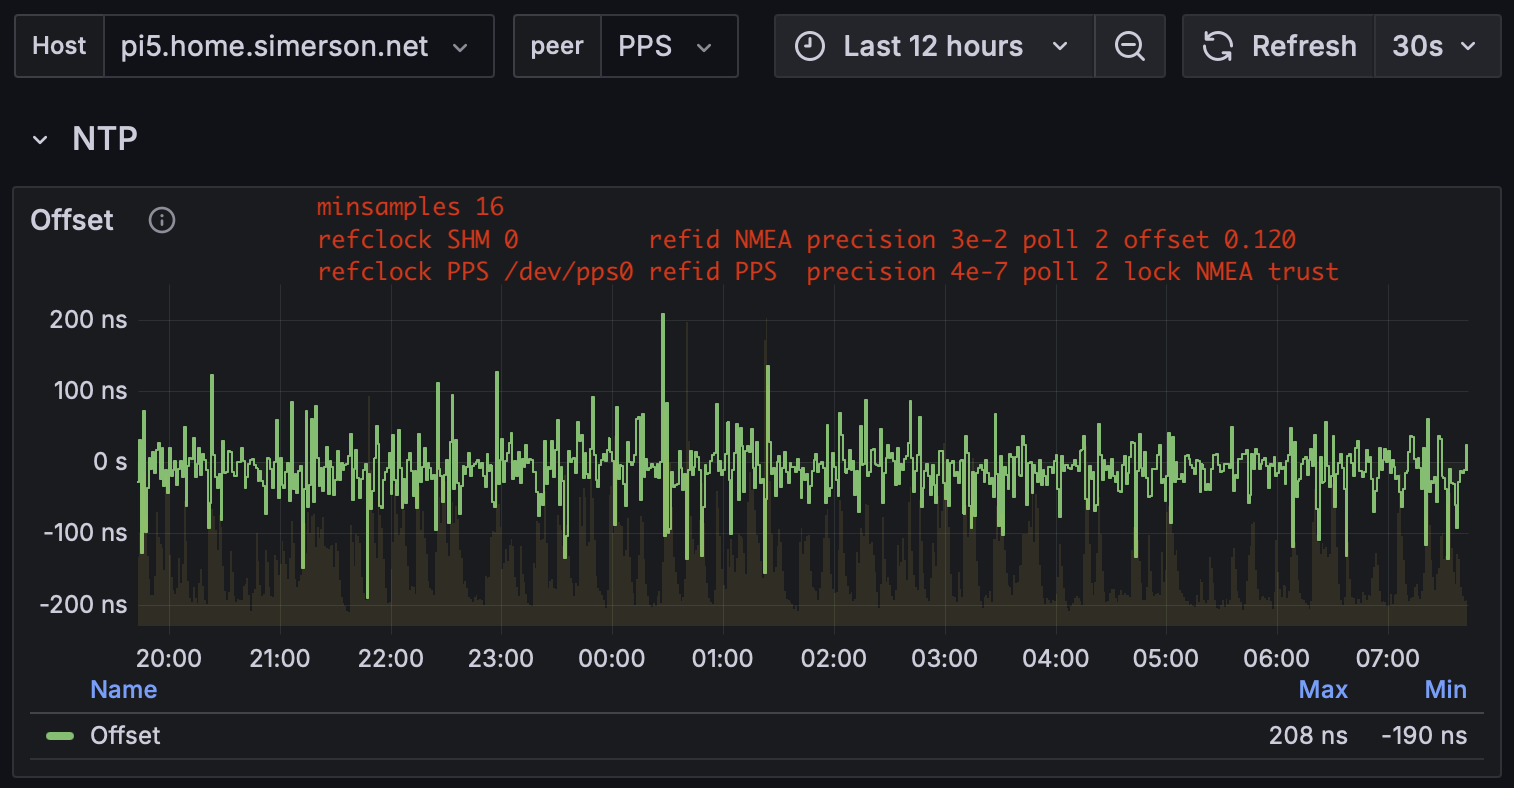 Host pi5.home.simerson.net peer PPS Last 12 hours Refresh 30s
NTP
Offset
minsamples 16
refclock SHM 0         refid NMEA precision 3e-2 poll 2 offset 0.120
refclock PPS /dev/pps0 refid PPS  precision 4e-7 poll 2 lock NMEA trust
200 ns
100 ns
0 s
-100 ns
-200 ns
20:00 21:00 22:00 23:00 00:00 01:00 02:00 03:00 04:00 05:00 06:00 07:00
Name Max Min
Offset 208 ns -190 ns